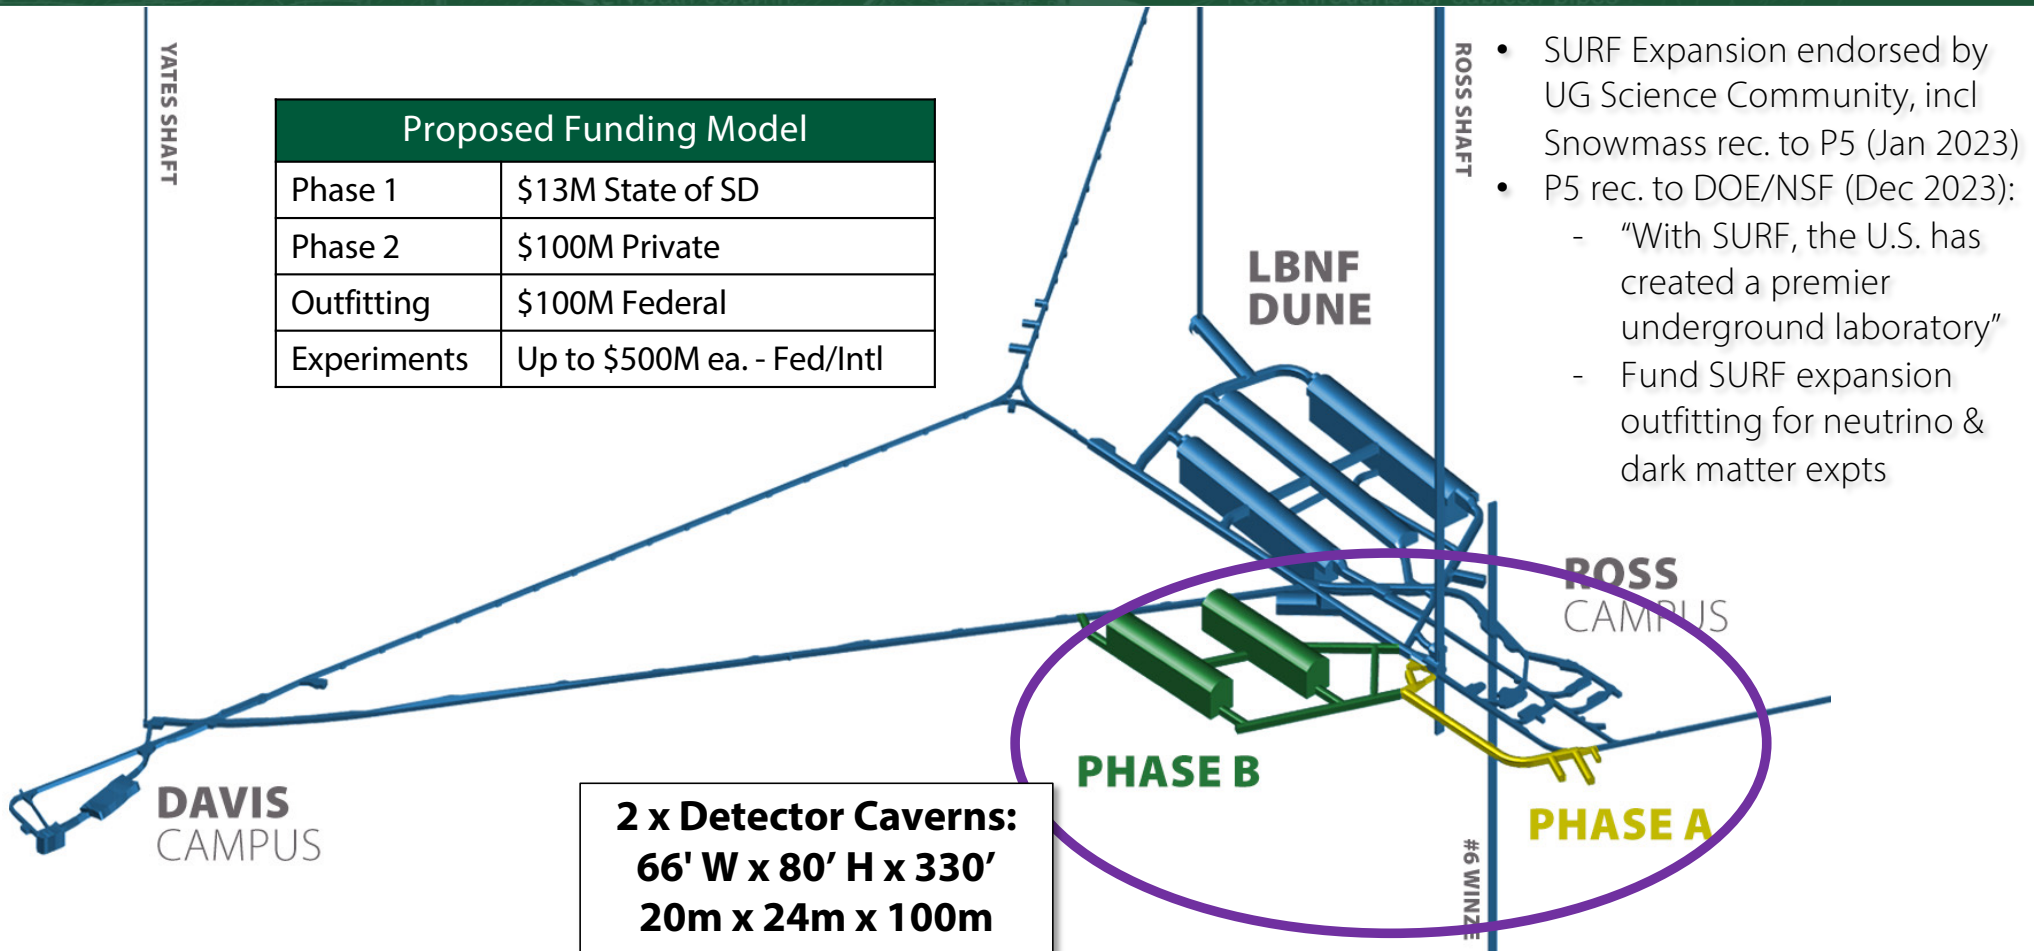 YATES SHAFT
Proposed Funding Model
Phase 1 $13M State of SD
Phase 2 $100M Private
Outfitting $100M Federal
Experiments Up to $500M ea. - Fed/Intl
LBNF
DUNE
ROSS SHAFT
• SURF Expansion endorsed by
UG Science Community, incl
Snowmass rec. to P5 (Jan 2023)
• P5 rec. to DOE/NSF (Dec 2023):
- “With SURF, the U.S. has
created a premier
underground laboratory”
- Fund SURF expansion
outfitting for neutrino &
dark matter expts
ROSS
CAMPUS
PHASE B
PHASE A
DAVIS
CAMPUS
2 x Detector Caverns:
66' W x 80’ H x 330’
20m x 24m x 100m
#6 WINZE